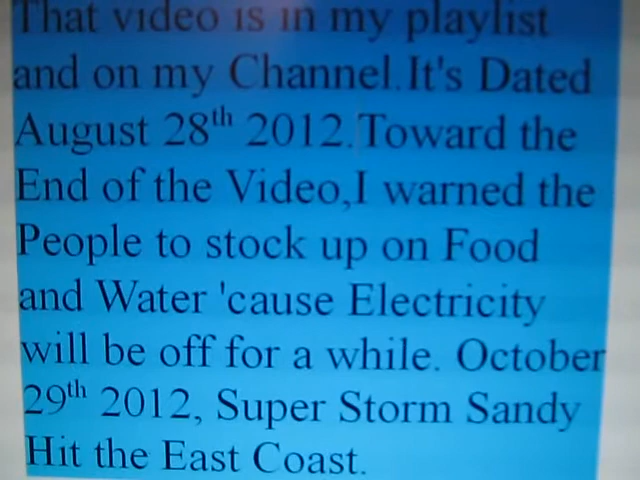 That video is in my playlist
and on my Channel.It's Dated
August 28th 2012.Toward the
End of the Video,I warned the
People to stock up on Food
and Water 'cause Electricity
will be off for a while. October
29th 2012, Super Storm Sandy
Hit the East Coast.